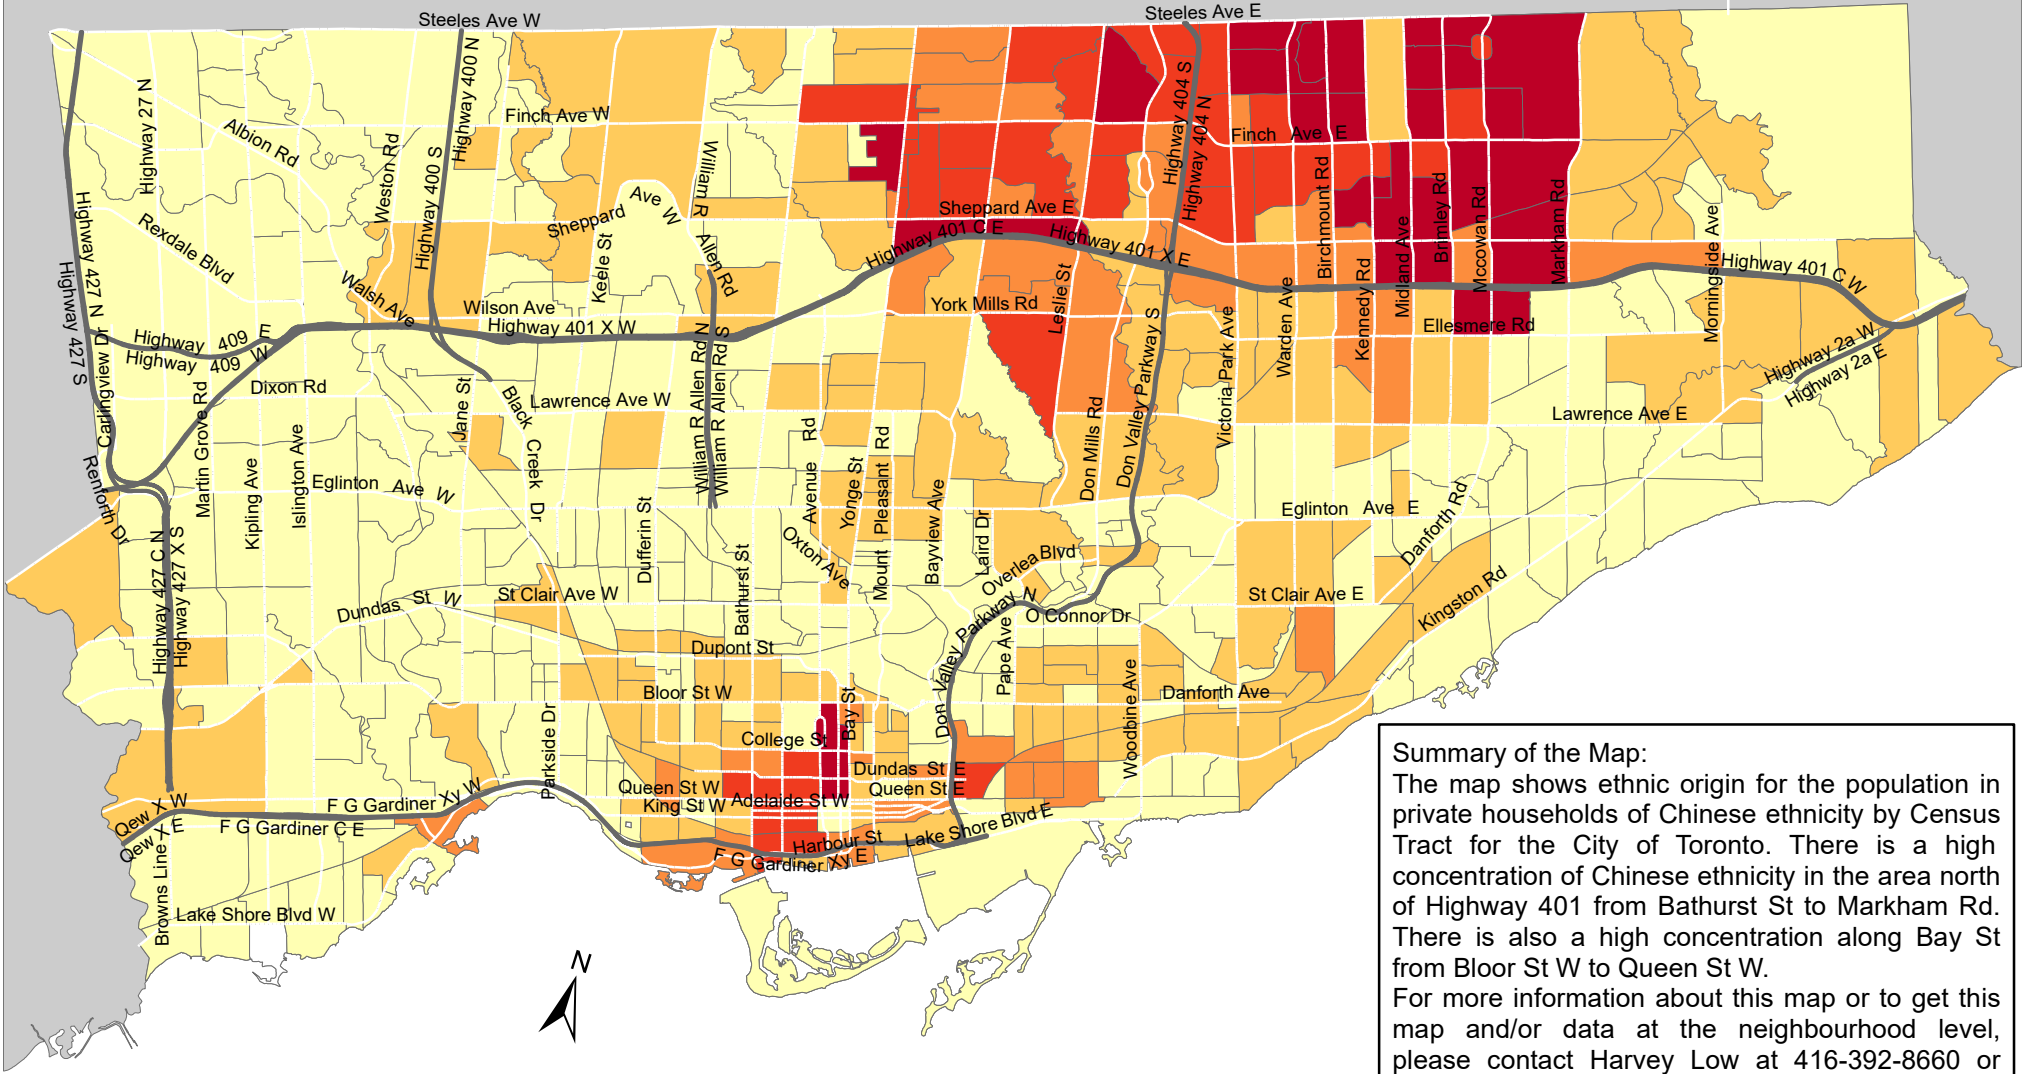 Steeles Ave W
Steeles Ave E
Highway 27 N
Albion Rd
Weston Rd
Highway 400 N
Highway 400 S
Finch Ave W
William R
Allen Rd
Highway 404 S
Highway 404 N
Finch Ave E
Birchmount Rd
Brimley Rd
Mccowan Rd
Markham Rd
Midland Ave
Morningside Ave
Highway 427 N
Rexdale Blvd
Sheppard Ave W
Keele St
Sheppard Ave E
Highway 401 C E
Highway 401 X E
Leslie St
Highway 401 C W
Highway 427 S
Walsh Ave
Wilson Ave
Highway 401 X W
York Mills Rd
Warden Ave
Kennedy Rd
Ellesmere Rd
Highway 2a W
Highway 2a E
Highway 409 E
Highway 409 W
Carlingview Dr
Dixon Rd
Martin Grove Rd
Jane St
Black Creek Dr
Lawrence Ave W
William R Allen Rd N
William R Allen Rd S
Don Valley Parkway S
Victoria Park Ave
Lawrence Ave E
Renforth Dr
Kipling Ave
Islington Ave
Eglinton Ave W
Avenue Rd
Yonge St
Mount Pleasant Rd
Bayview Ave
Don Mills Rd
Eglinton Ave E
Danforth Rd
Highway 427 C N
Highway 427 X S
Dufferin St
Bathurst St
Oxton Ave
Laird Dr
Overlea Blvd
Dundas St W
St Clair Ave W
Don Valley Parkway N
O Connor Dr
St Clair Ave E
Kingston Rd
Dupont St
Pape Ave
Woodbine Ave
Bloor St W
Danforth Ave
Parkside Dr
Bay St
College St
Dundas St E
Queen St W
Queen St E
King St W
Adelaide St W
Qew X W
Qew X E
F G Gardiner Xy W
F G Gardiner C E
Harbour St
Lake Shore Blvd E
F G Gardiner Xy E
Browns Line
Lake Shore Blvd W
N
Summary of the Map:
The map shows ethnic origin for the population in
private households of Chinese ethnicity by Census
Tract for the City of Toronto. There is a high
concentration of Chinese ethnicity in the area north
of Highway 401 from Bathurst St to Markham Rd.
There is also a high concentration along Bay St
from Bloor St W to Queen St W.
For more information about this map or to get this
map and/or data at the neighbourhood level,
please contact Harvey Low at 416-392-8660 or